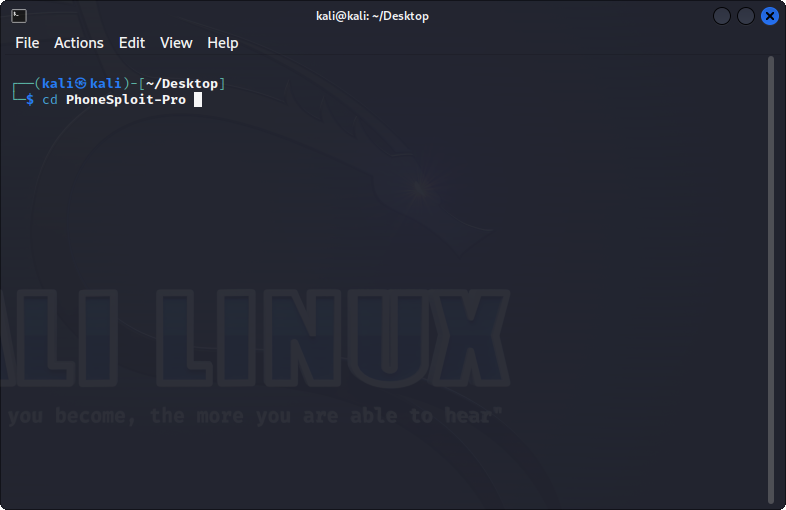 kali@kali: ~/Desktop
File Actions Edit View Help
┌──(kali㉿kali)-[~/Desktop]
└─$ cd PhoneSploit-Pro
ALI LINUX
you become, the more you are able to hear"